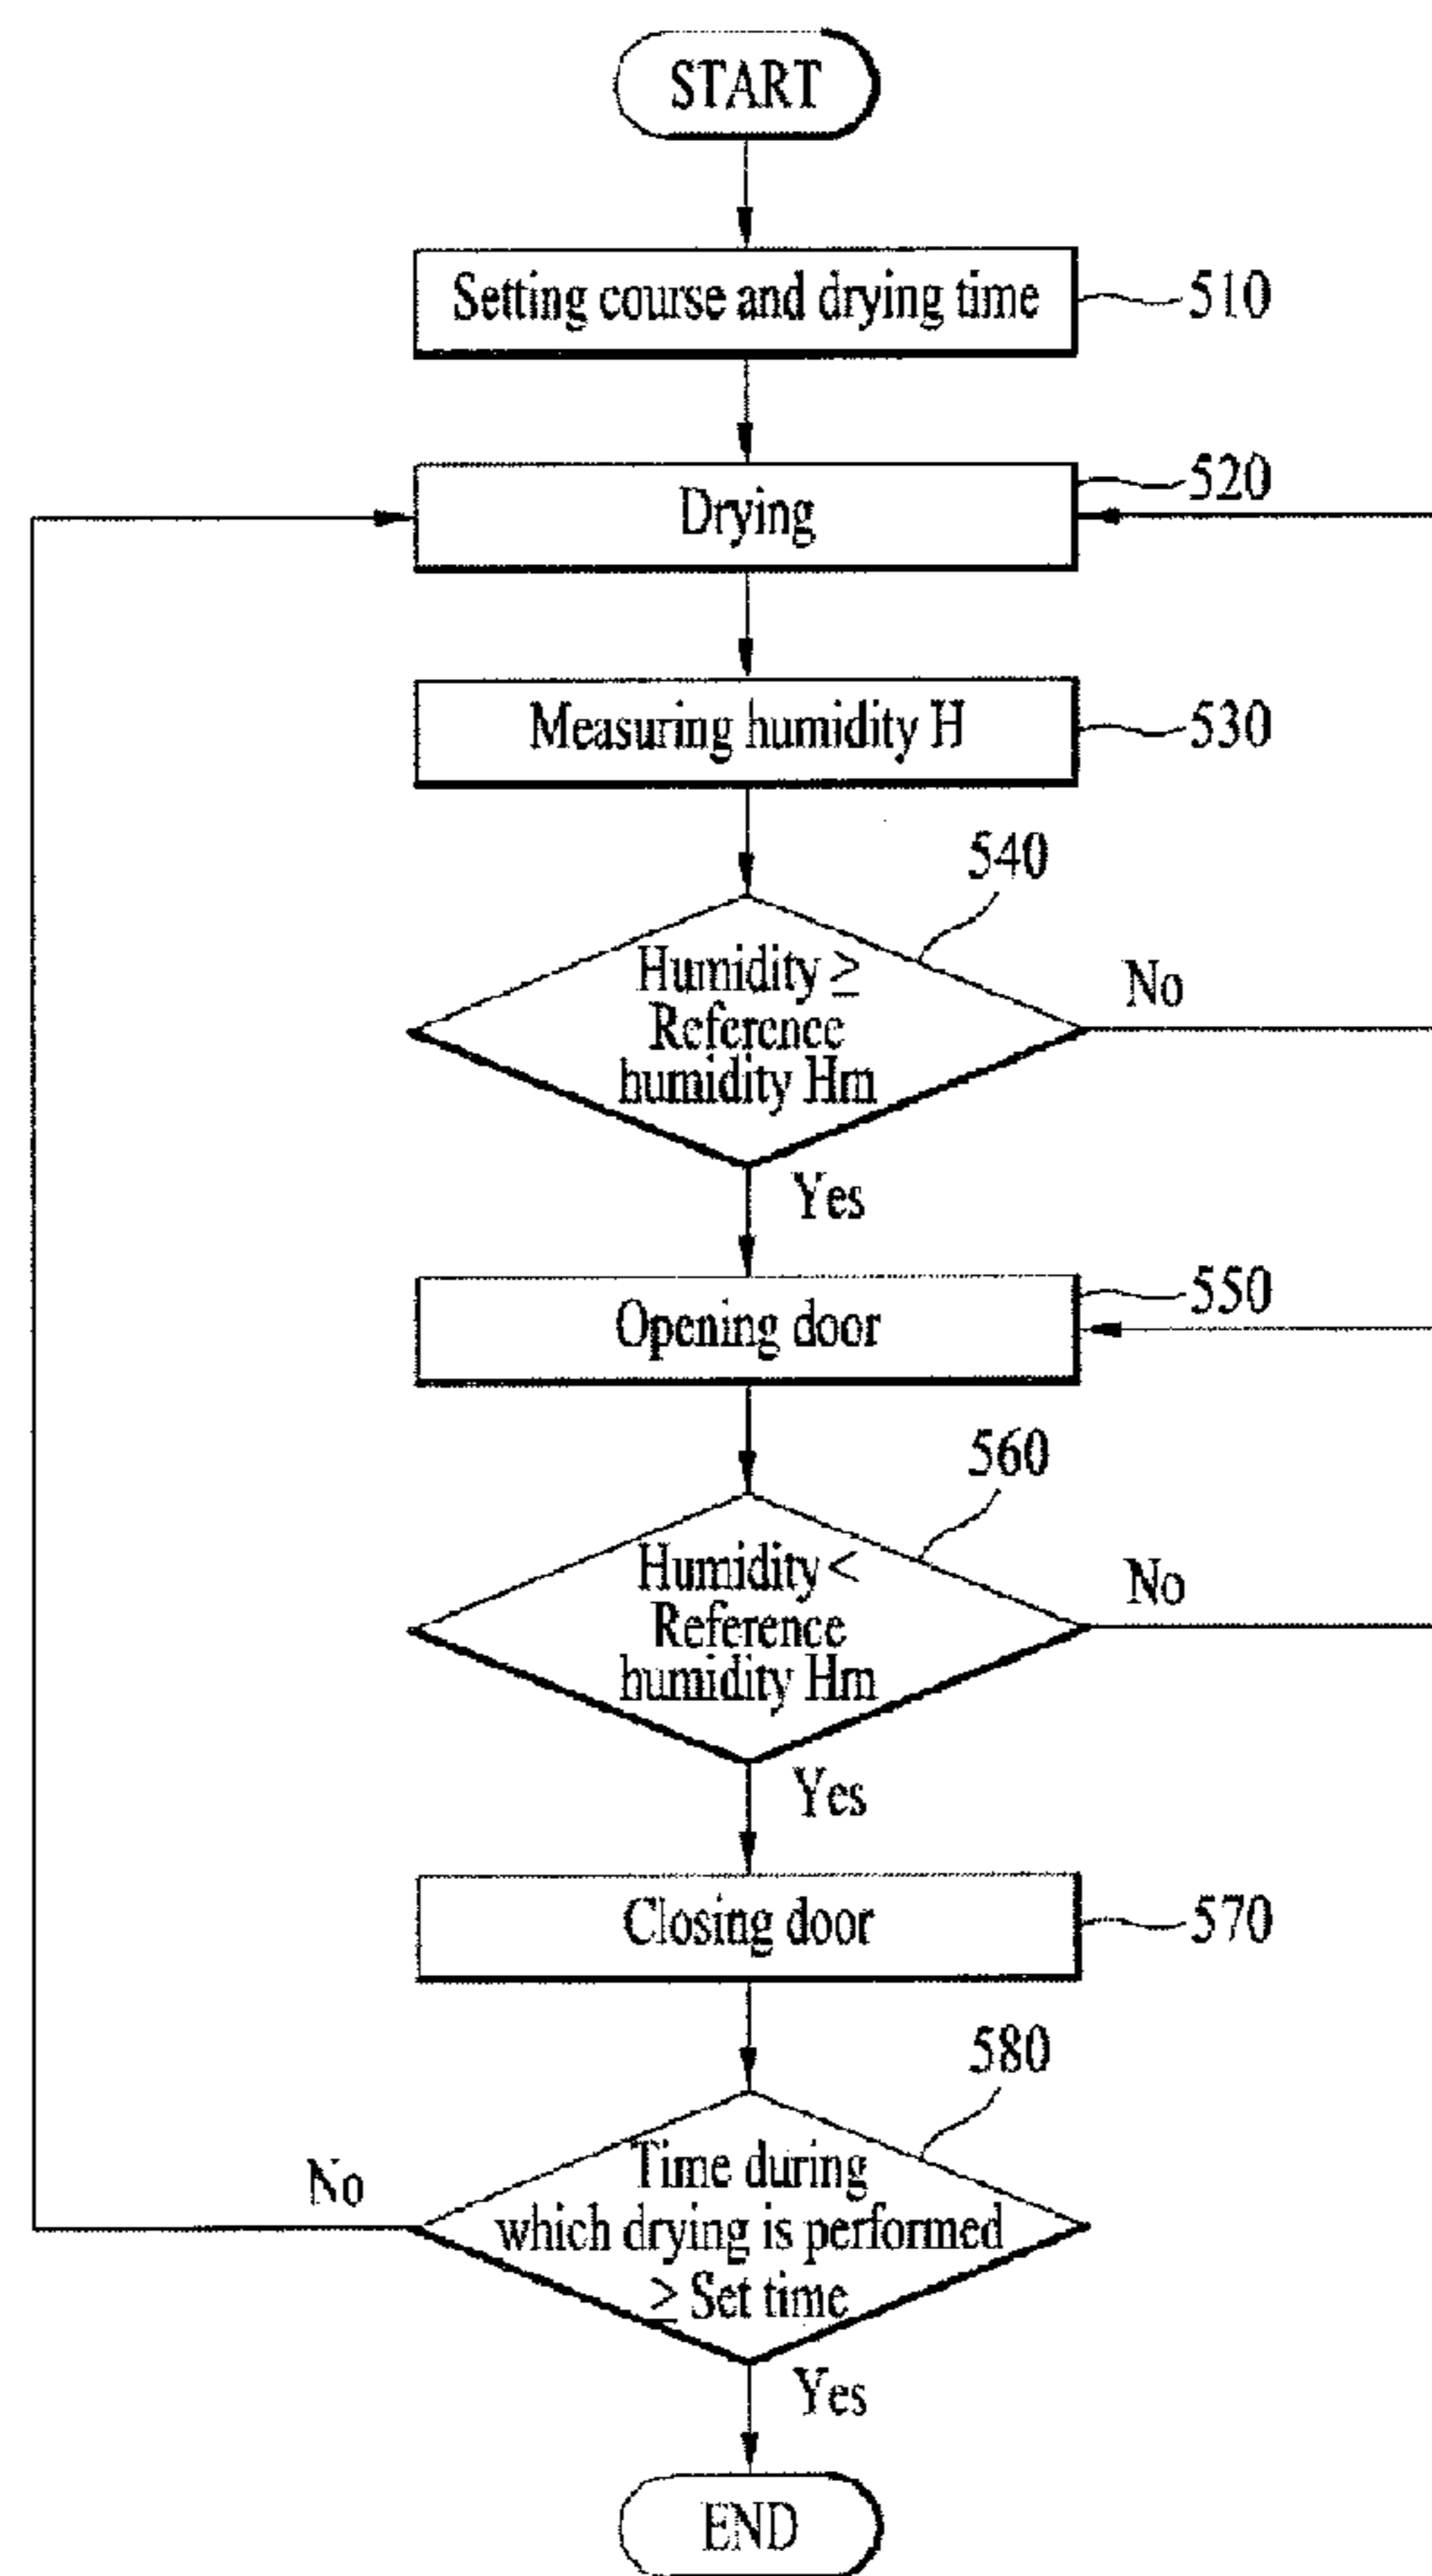 START
Setting course and drying time
510
Drying
520
Measuring humidity H
530
540
Humidity ≥
Reference
humidity Hm
No
Yes
Opening door
550
560
Humidity <
Reference
humidity Hm
No
Yes
Closing door
570
580
Time during
which drying is performed
≥ Set time
No
Yes
END